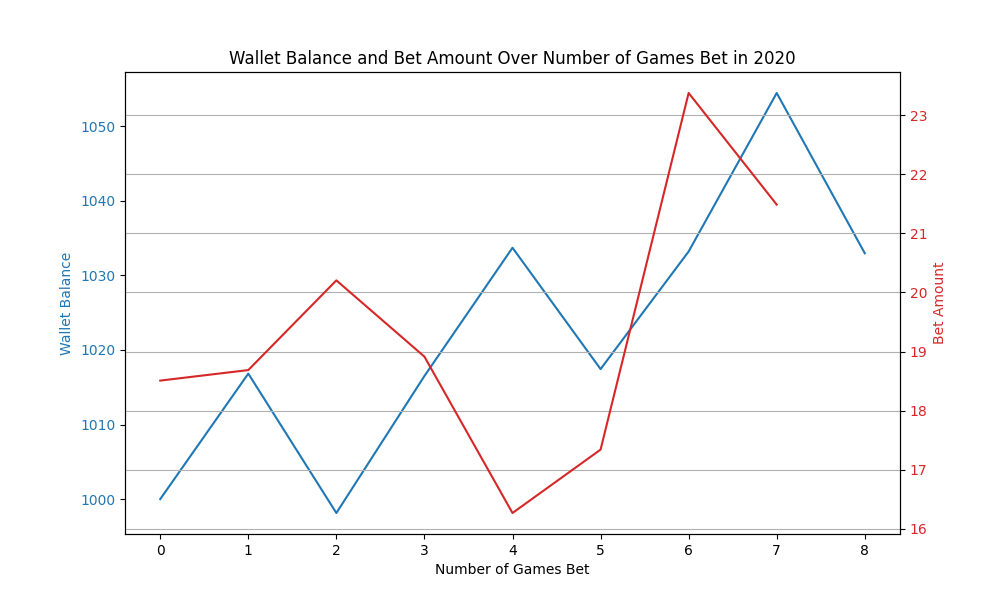 Wallet Balance and Bet Amount Over Number of Games Bet in 2020
Wallet Balance
1050
1040
1030
1020
1010
1000
23
22
21
20
19
18
17
16
Bet Amount
0 1 2 3 4 5 6 7 8
Number of Games Bet